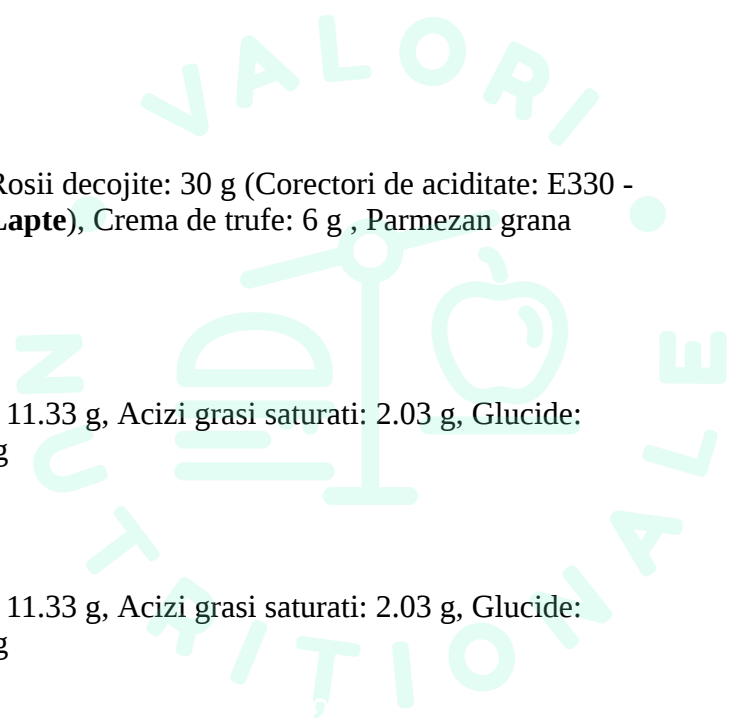 VALORI
Rosii decojite: 30 g (Corectori de aciditate: E330 -
Lapte), Crema de trufe: 6 g , Parmezan grana
11.33 g, Acizi grasi saturati: 2.03 g, Glucide:
g
11.33 g, Acizi grasi saturati: 2.03 g, Glucide:
g
NUTRIȚIONALE